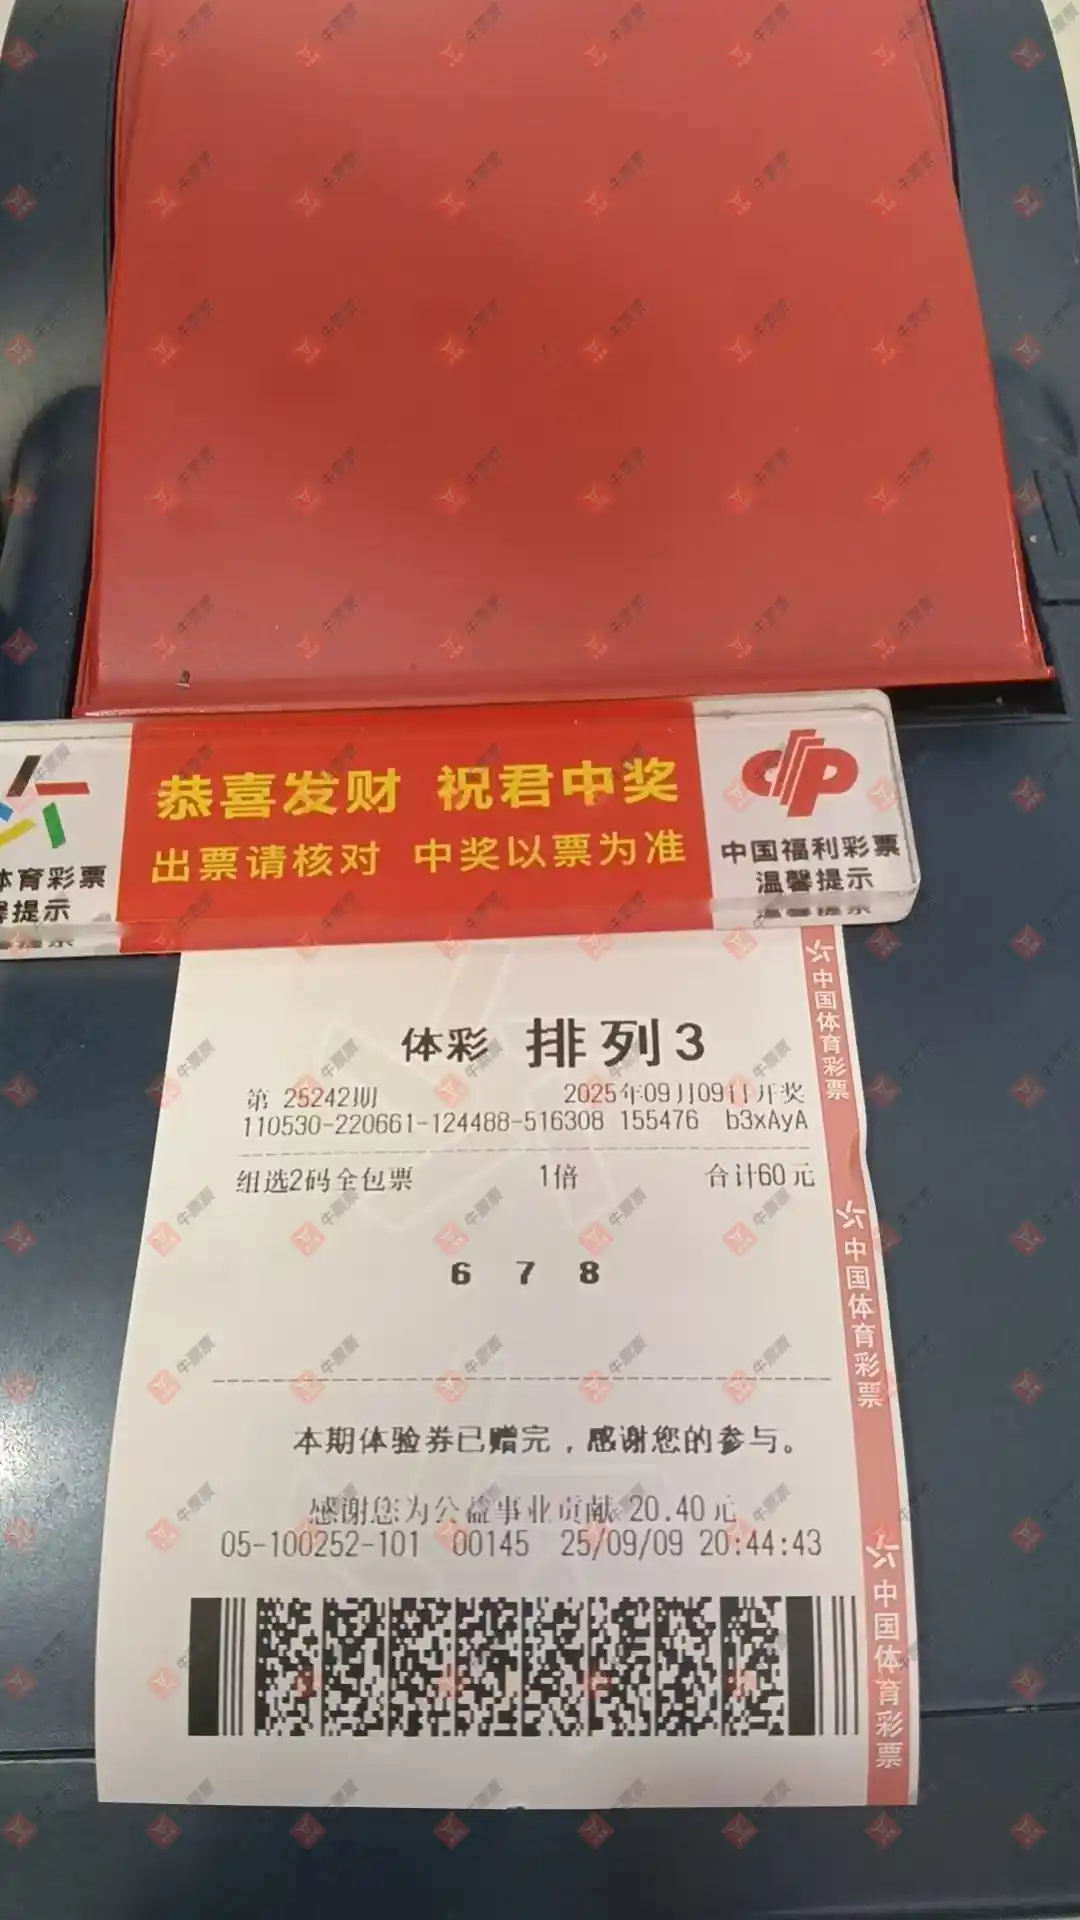 恭喜发财 祝君中奖
出票请核对 中奖以票为准
体育彩票
提示
中国福利彩票
温馨提示
体彩 排列3
第 25242期 2025年09月09日开奖
110530-220661-124488-516308 155476 b3xAyA
组选2码全包票 1倍 合计60元
6 7 8
本期体验券已赠完，感谢您的参与。
感谢您为公益事业贡献 20.40元
05-100252-101 00145 25/09/09 20:44:43
中国体育彩票
中国体育彩票
中国体育彩票
牛票票